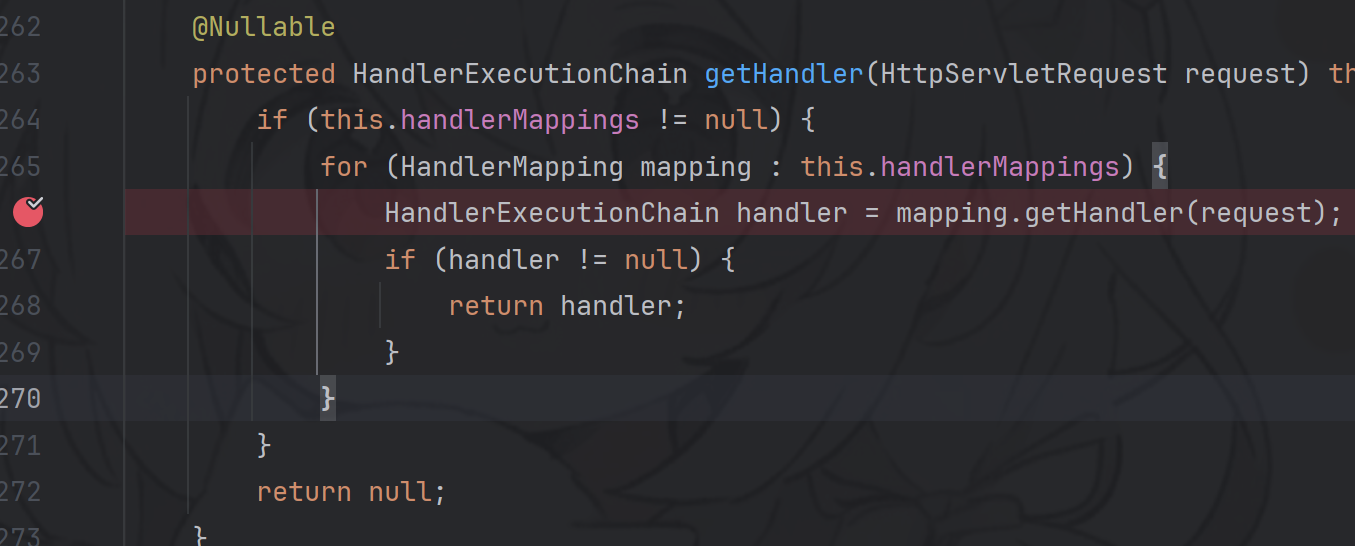 262 @Nullable
263 protected HandlerExecutionChain getHandler(HttpServletRequest request) th
264 if (this.handlerMappings != null) {
265 for (HandlerMapping mapping : this.handlerMappings) {
HandlerExecutionChain handler = mapping.getHandler(request);
267 if (handler != null) {
268 return handler;
269 }
270 }
271 }
272 return null;
273 }